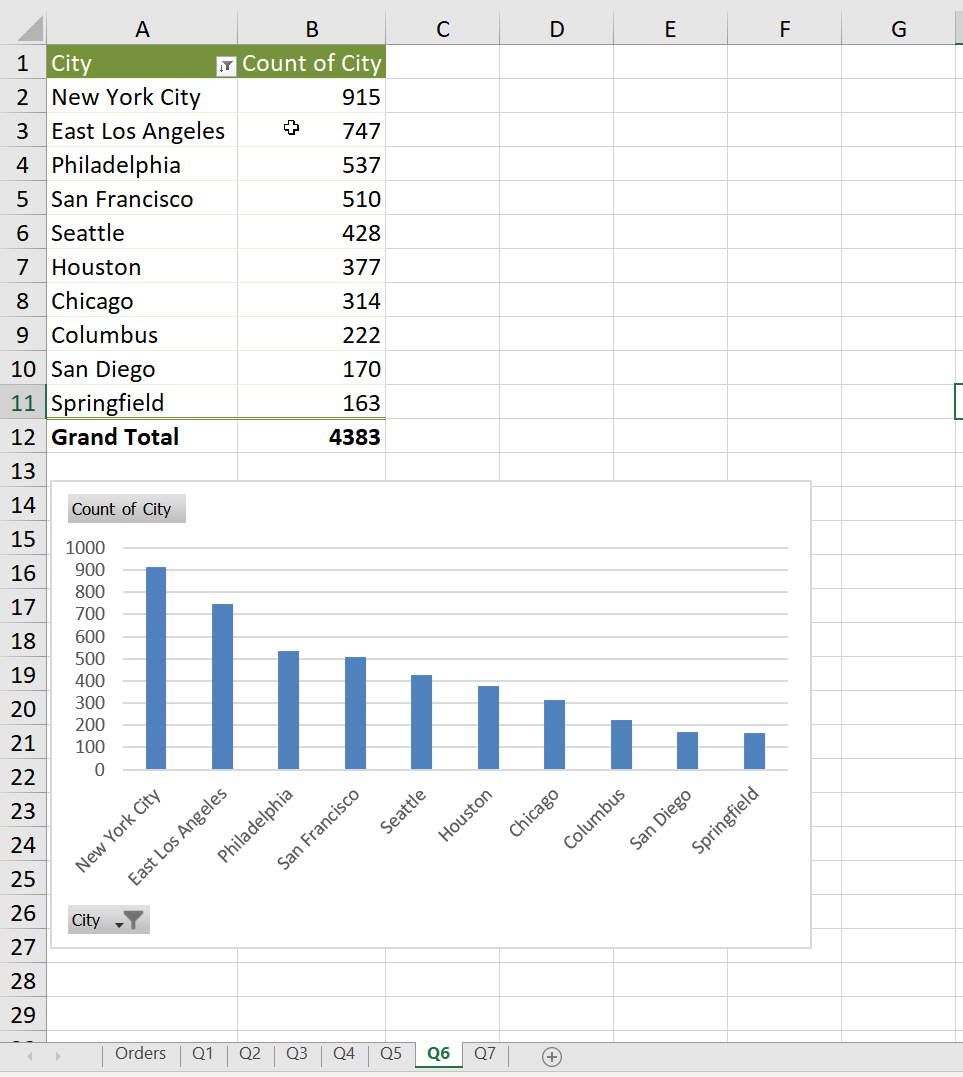 A B C D E F G
1 City Count of City
2 New York City 915
3 East Los Angeles 747
4 Philadelphia 537
5 San Francisco 510
6 Seattle 428
7 Houston 377
8 Chicago 314
9 Columbus 222
10 San Diego 170
11 Springfield 163
12 Grand Total 4383
13
14 Count of City
15 1000
16 900
17 800
18 700
19 600
20 500
21 400
22 300
23 200
24 100
25 0
26 New York City East Los Angeles Philadelphia San Francisco Seattle Houston Chicago Columbus San Diego Springfield
27 City
28
29
Orders Q1 Q2 Q3 Q4 Q5 Q6 Q7